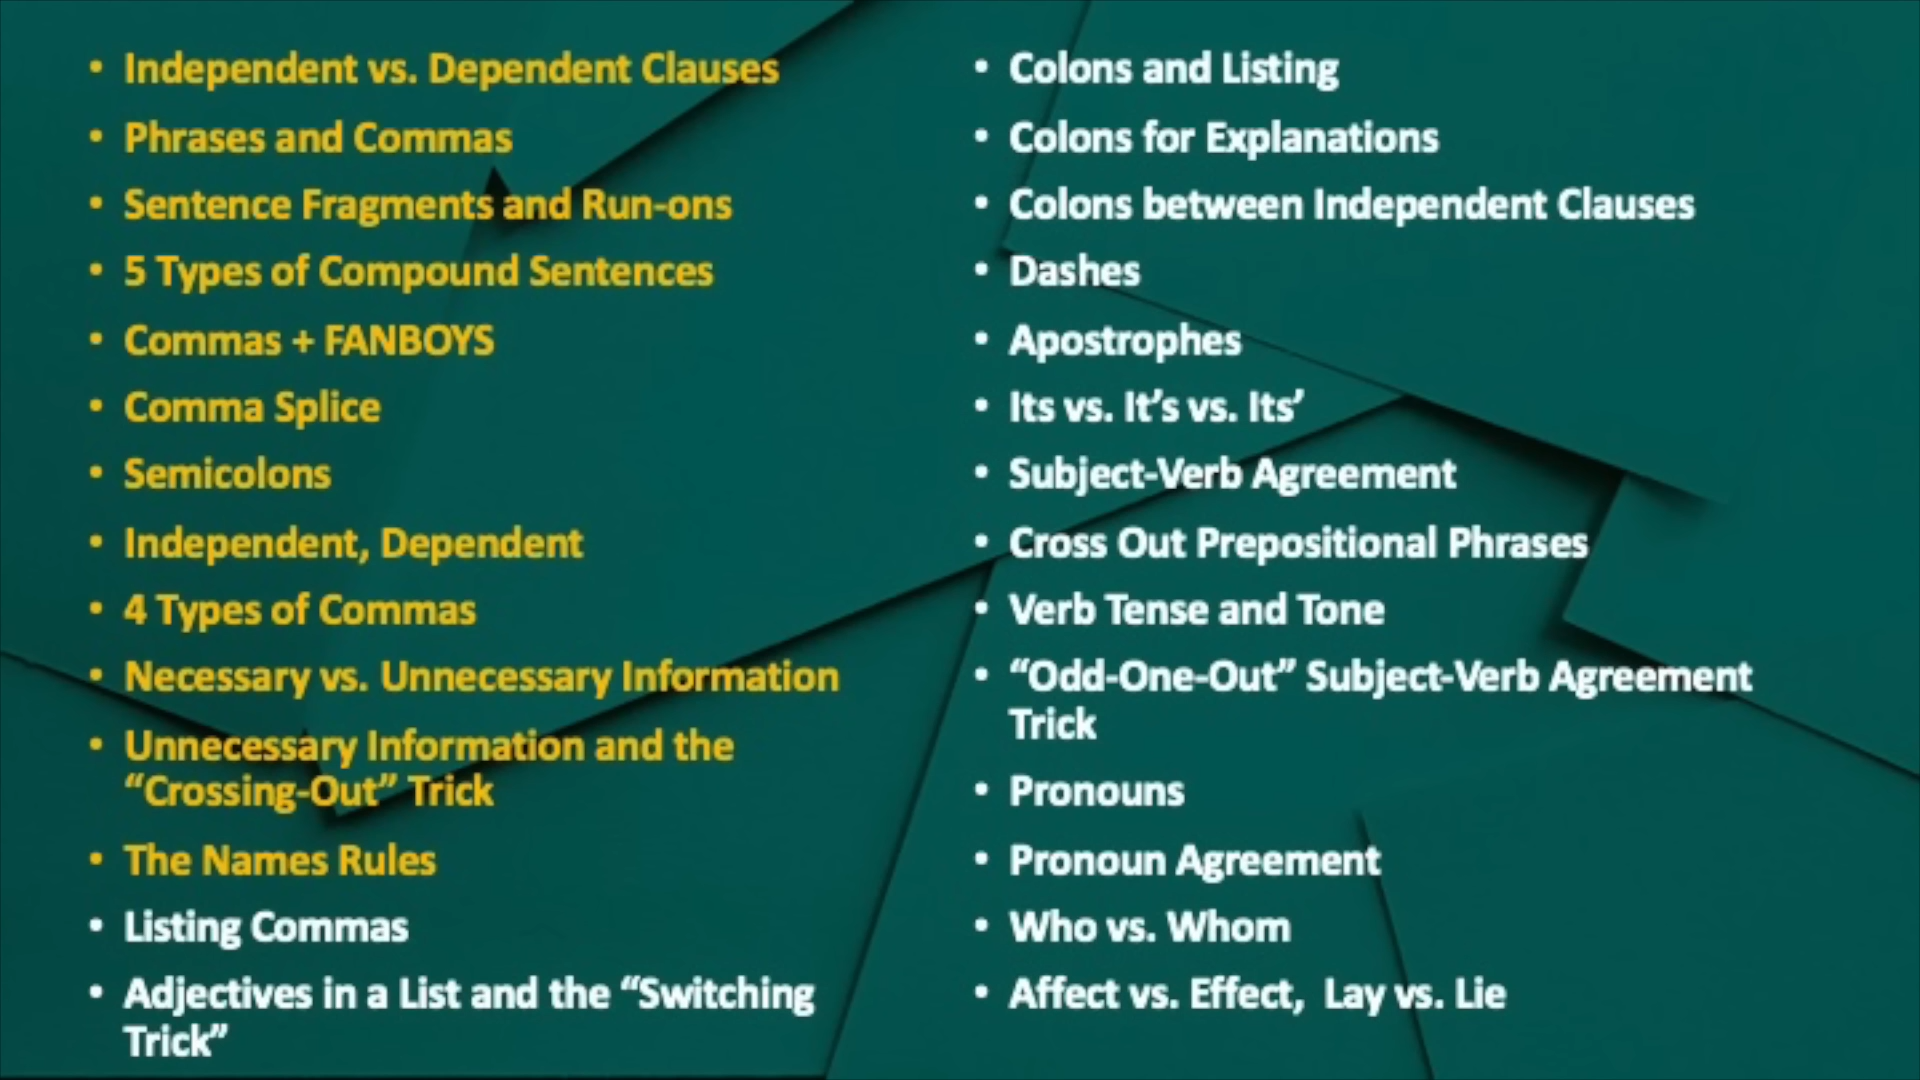 • Independent vs. Dependent Clauses
• Phrases and Commas
• Sentence Fragments and Run-ons
• 5 Types of Compound Sentences
• Commas + FANBOYS
• Comma Splice
• Semicolons
• Independent, Dependent
• 4 Types of Commas
• Necessary vs. Unnecessary Information
• Unnecessary Information and the
“Crossing-Out” Trick
• The Names Rules
• Listing Commas
• Adjectives in a List and the “Switching
Trick”
• Colons and Listing
• Colons for Explanations
• Colons between Independent Clauses
• Dashes
• Apostrophes
• Its vs. It’s vs. Its’
• Subject-Verb Agreement
• Cross Out Prepositional Phrases
• Verb Tense and Tone
• “Odd-One-Out” Subject-Verb Agreement
Trick
• Pronouns
• Pronoun Agreement
• Who vs. Whom
• Affect vs. Effect, Lay vs. Lie